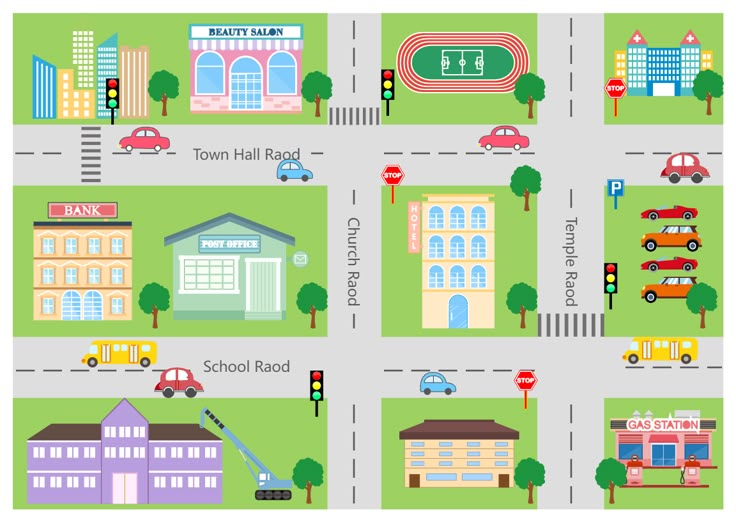 BEAUTY SALON
STOP
Town Hall Raod
STOP
P
BANK
POST OFFICE
HOTEL
Church Raod
Temple Raod
School Raod
STOP
GAS STATION